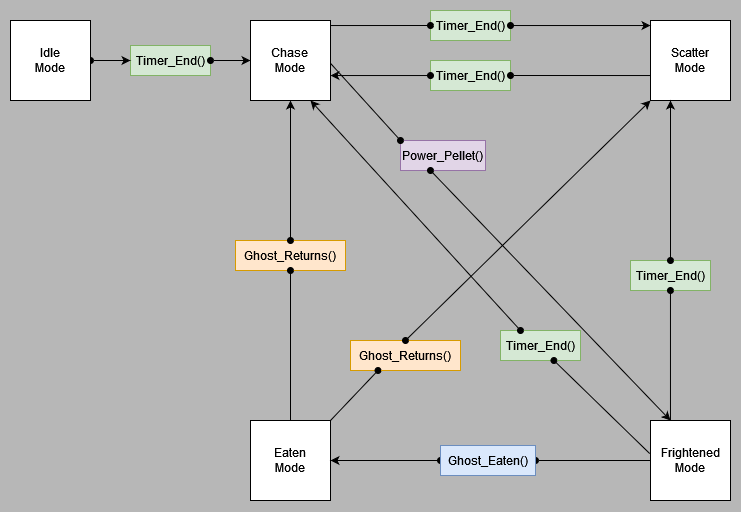 Idle
Mode
Timer_End()
Chase
Mode
Timer_End()
Timer_End()
Scatter
Mode
Power_Pellet()
Ghost_Returns()
Timer_End()
Ghost_Returns()
Timer_End()
Eaten
Mode
Ghost_Eaten()
Frightened
Mode